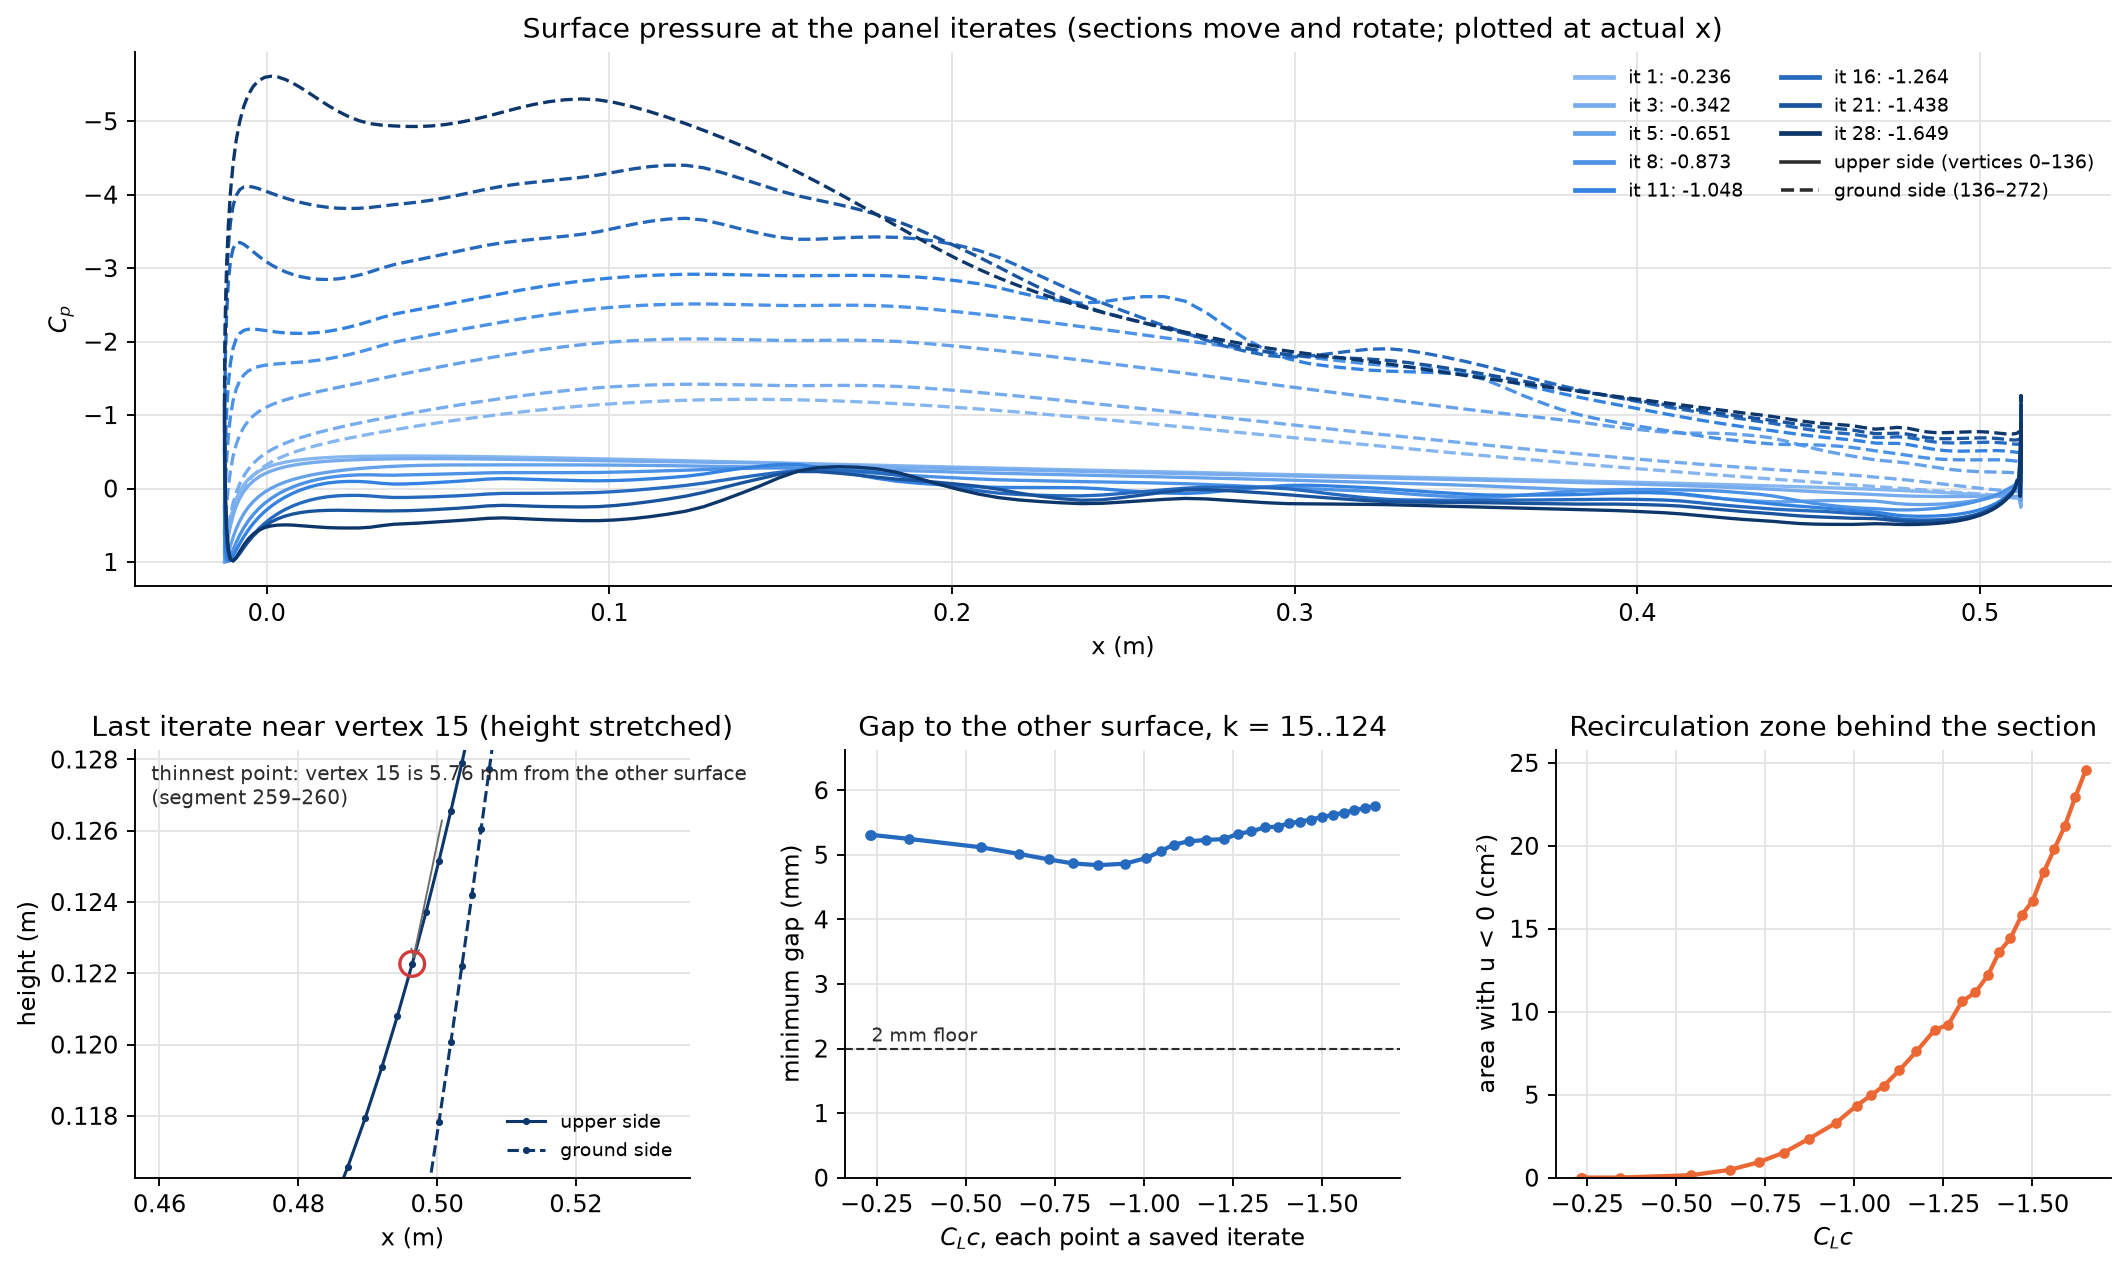 Surface pressure at the panel iterates (sections move and rotate; plotted at actual x)
it 1: -0.236
it 3: -0.342
it 5: -0.651
it 8: -0.873
it 11: -1.048
it 16: -1.264
it 21: -1.438
it 28: -1.649
upper side (vertices 0–136)
ground side (136–272)
Cp
−5
−4
−3
−2
−1
0
1
0.0
0.1
0.2
0.3
0.4
0.5
x (m)
Last iterate near vertex 15 (height stretched)
thinnest point: vertex 15 is 5.76 mm from the other surface
(segment 259–260)
height (m)
0.128
0.126
0.124
0.122
0.120
0.118
upper side
ground side
0.46
0.48
0.50
0.52
x (m)
Gap to the other surface, k = 15..124
minimum gap (mm)
6
5
4
3
2
1
0
2 mm floor
−0.25
−0.50
−0.75
−1.00
−1.25
−1.50
CLc, each point a saved iterate
Recirculation zone behind the section
area with u < 0 (cm²)
25
20
15
10
5
0
−0.25
−0.50
−0.75
−1.00
−1.25
−1.50
CLc